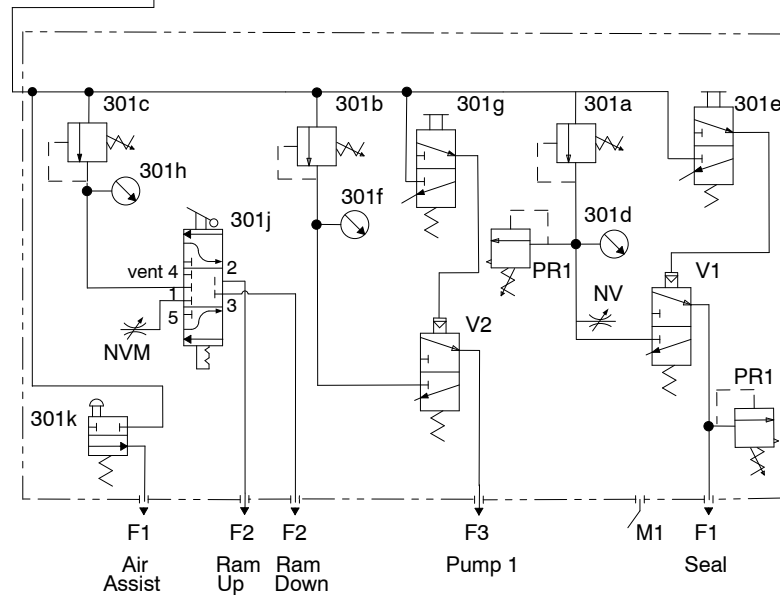 301c
301b
301g
301a
301e
301h
301j
301f
301d
PR1
vent 4
2
1
3
5
NV
V1
NVM
V2
PR1
301k
F1
F2
F2
F3
M1
F1
Air
Assist
Ram
Up
Ram
Down
Pump 1
Seal